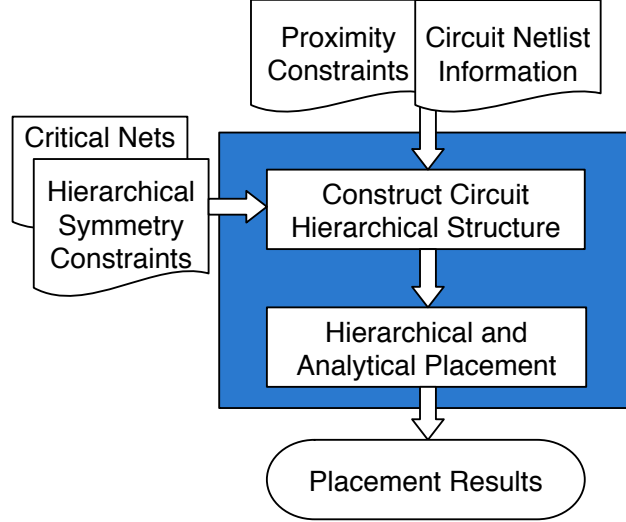 Proximity
Constraints
Circuit Netlist
Information
Critical Nets
Hierarchical
Symmetry
Constraints
Construct Circuit
Hierarchical Structure
Hierarchical and
Analytical Placement
Placement Results